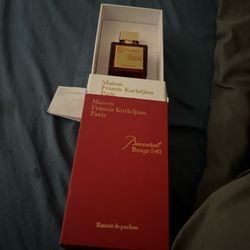 Maison
Francis Kurkdjian
Paris
Maison
Francis Kurkdjian
Paris
Baccarat
Rouge 540
Extrait de parfum